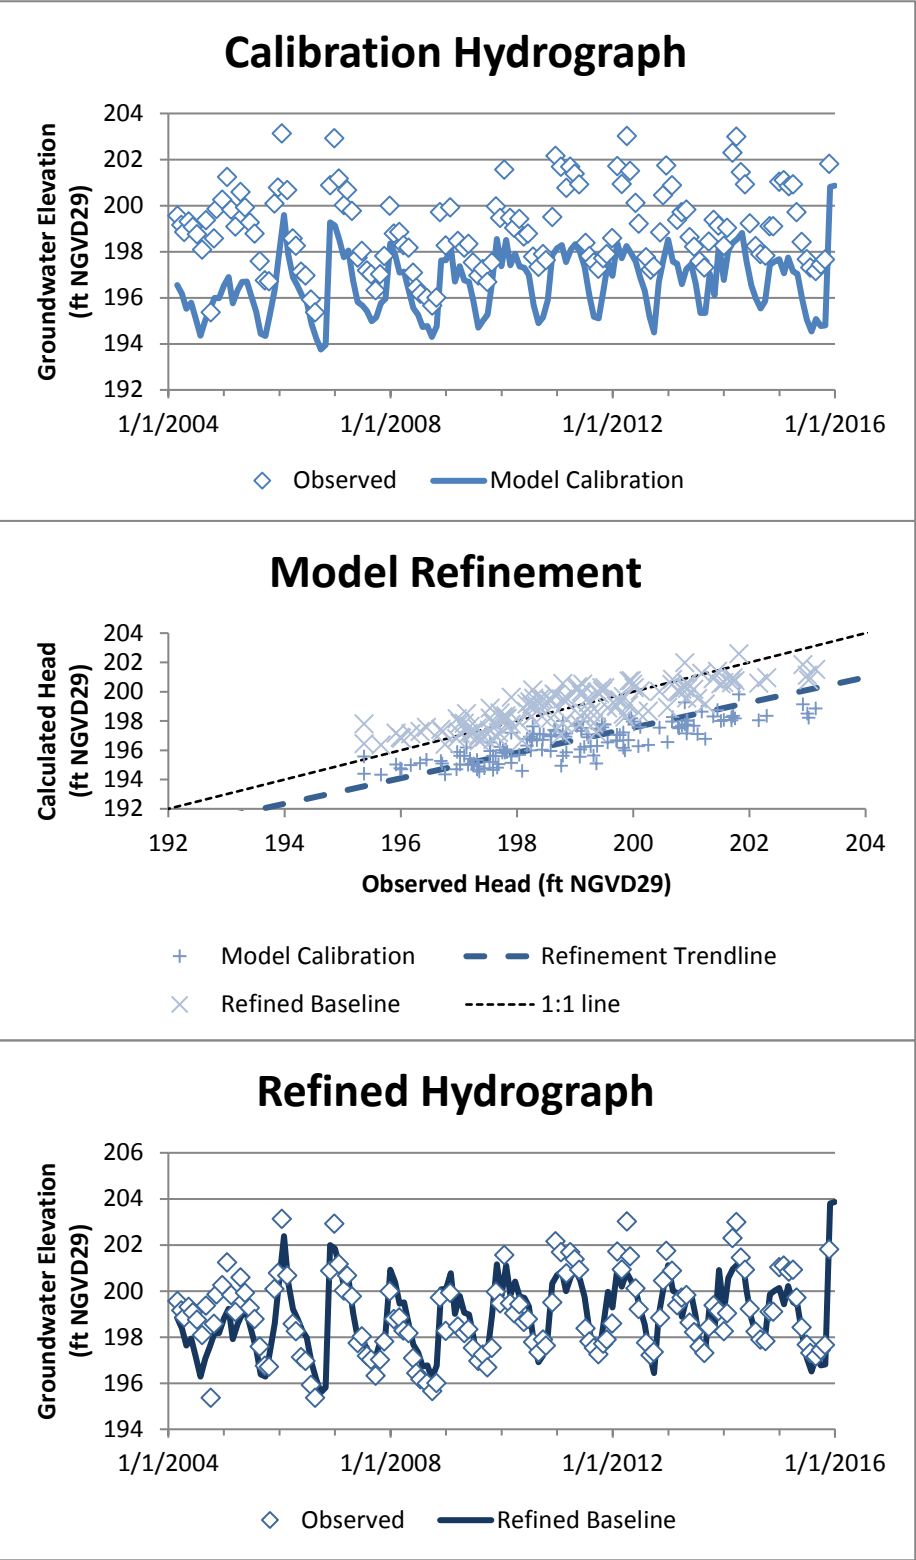 Calibration Hydrograph
Groundwater Elevation
(ft NGVD29)
204
202
200
198
196
194
192
1/1/2004 1/1/2008 1/1/2012 1/1/2016
Observed Model Calibration
Model Refinement
Calculated Head
(ft NGVD29)
204
202
200
198
196
194
192
192 194 196 198 200 202 204
Observed Head (ft NGVD29)
Model Calibration Refinement Trendline
Refined Baseline 1:1 line
Refined Hydrograph
Groundwater Elevation
(ft NGVD29)
206
204
202
200
198
196
194
1/1/2004 1/1/2008 1/1/2012 1/1/2016
Observed Refined Baseline